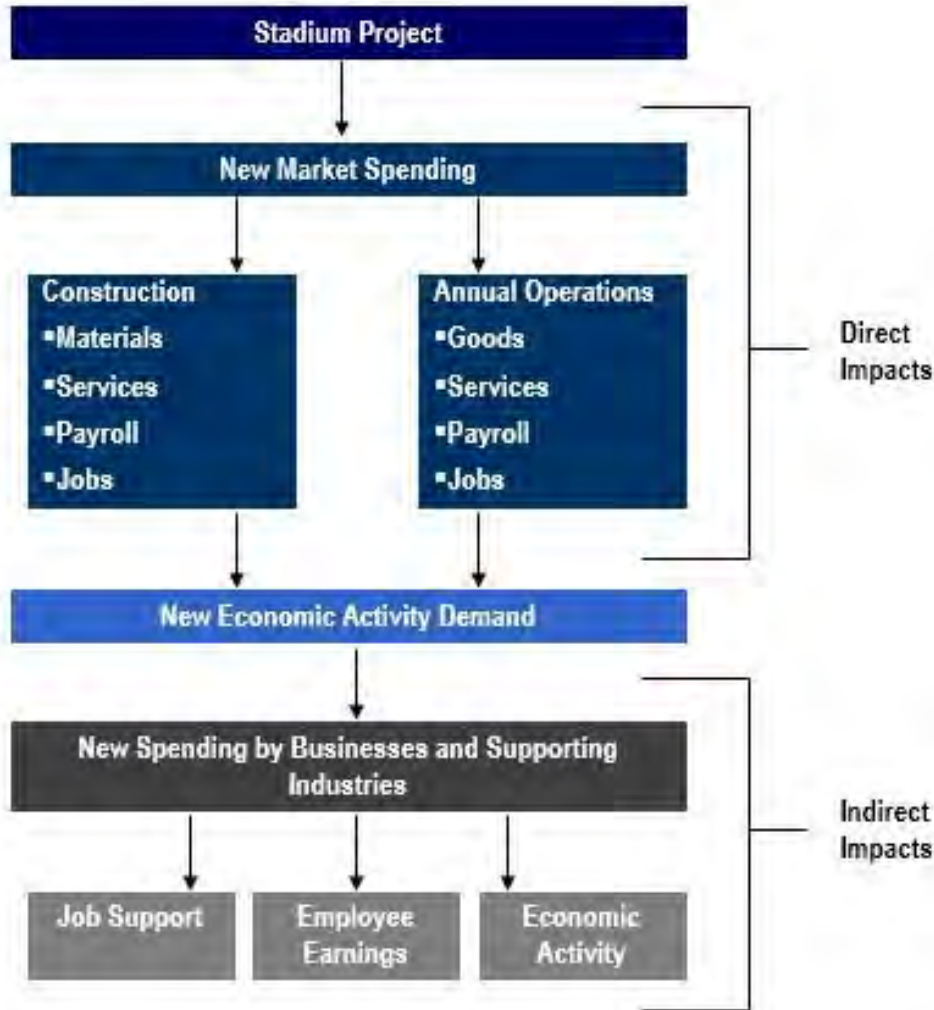 Stadium Project
New Market Spending
Construction
▪Materials
▪Services
▪Payroll
▪Jobs
Annual Operations
▪Goods
▪Services
▪Payroll
▪Jobs
Direct
Impacts
New Economic Activity Demand
New Spending by Businesses and Supporting
Industries
Job Support
Employee
Earnings
Economic
Activity
Indirect
Impacts